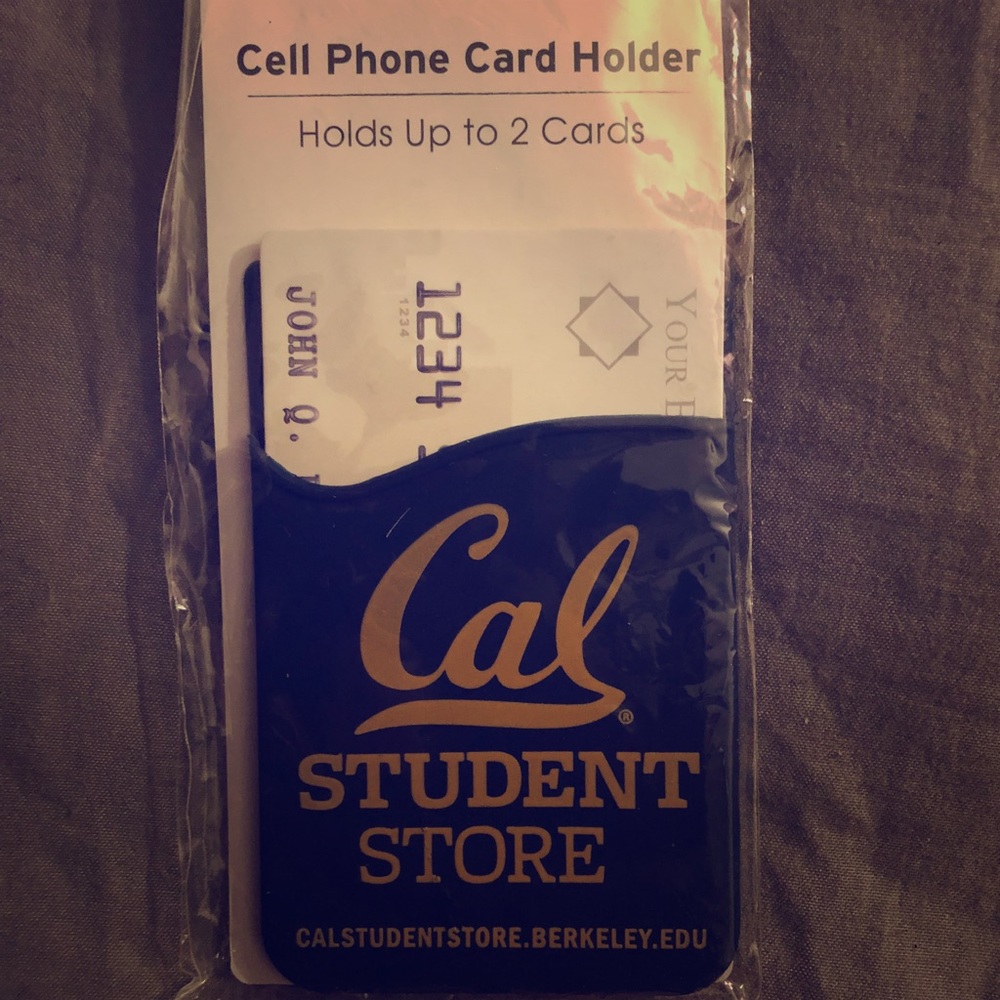 Cell Phone Card Holder
Holds Up to 2 Cards
YOUR
1234
1234
JOHN Q.
Cal
®
STUDENT
STORE
CALSTUDENTSTORE.BERKELEY.EDU